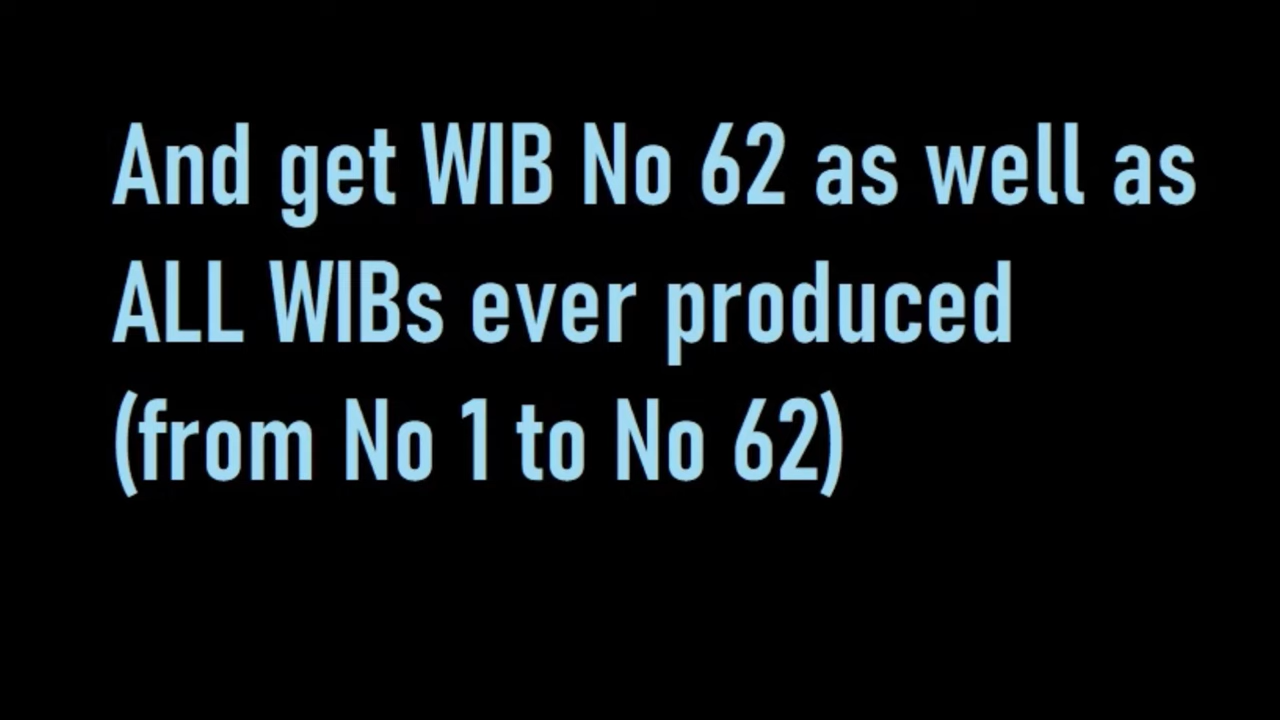 And get WIB No 62 as well as
ALL WIBs ever produced
(from No 1 to No 62)